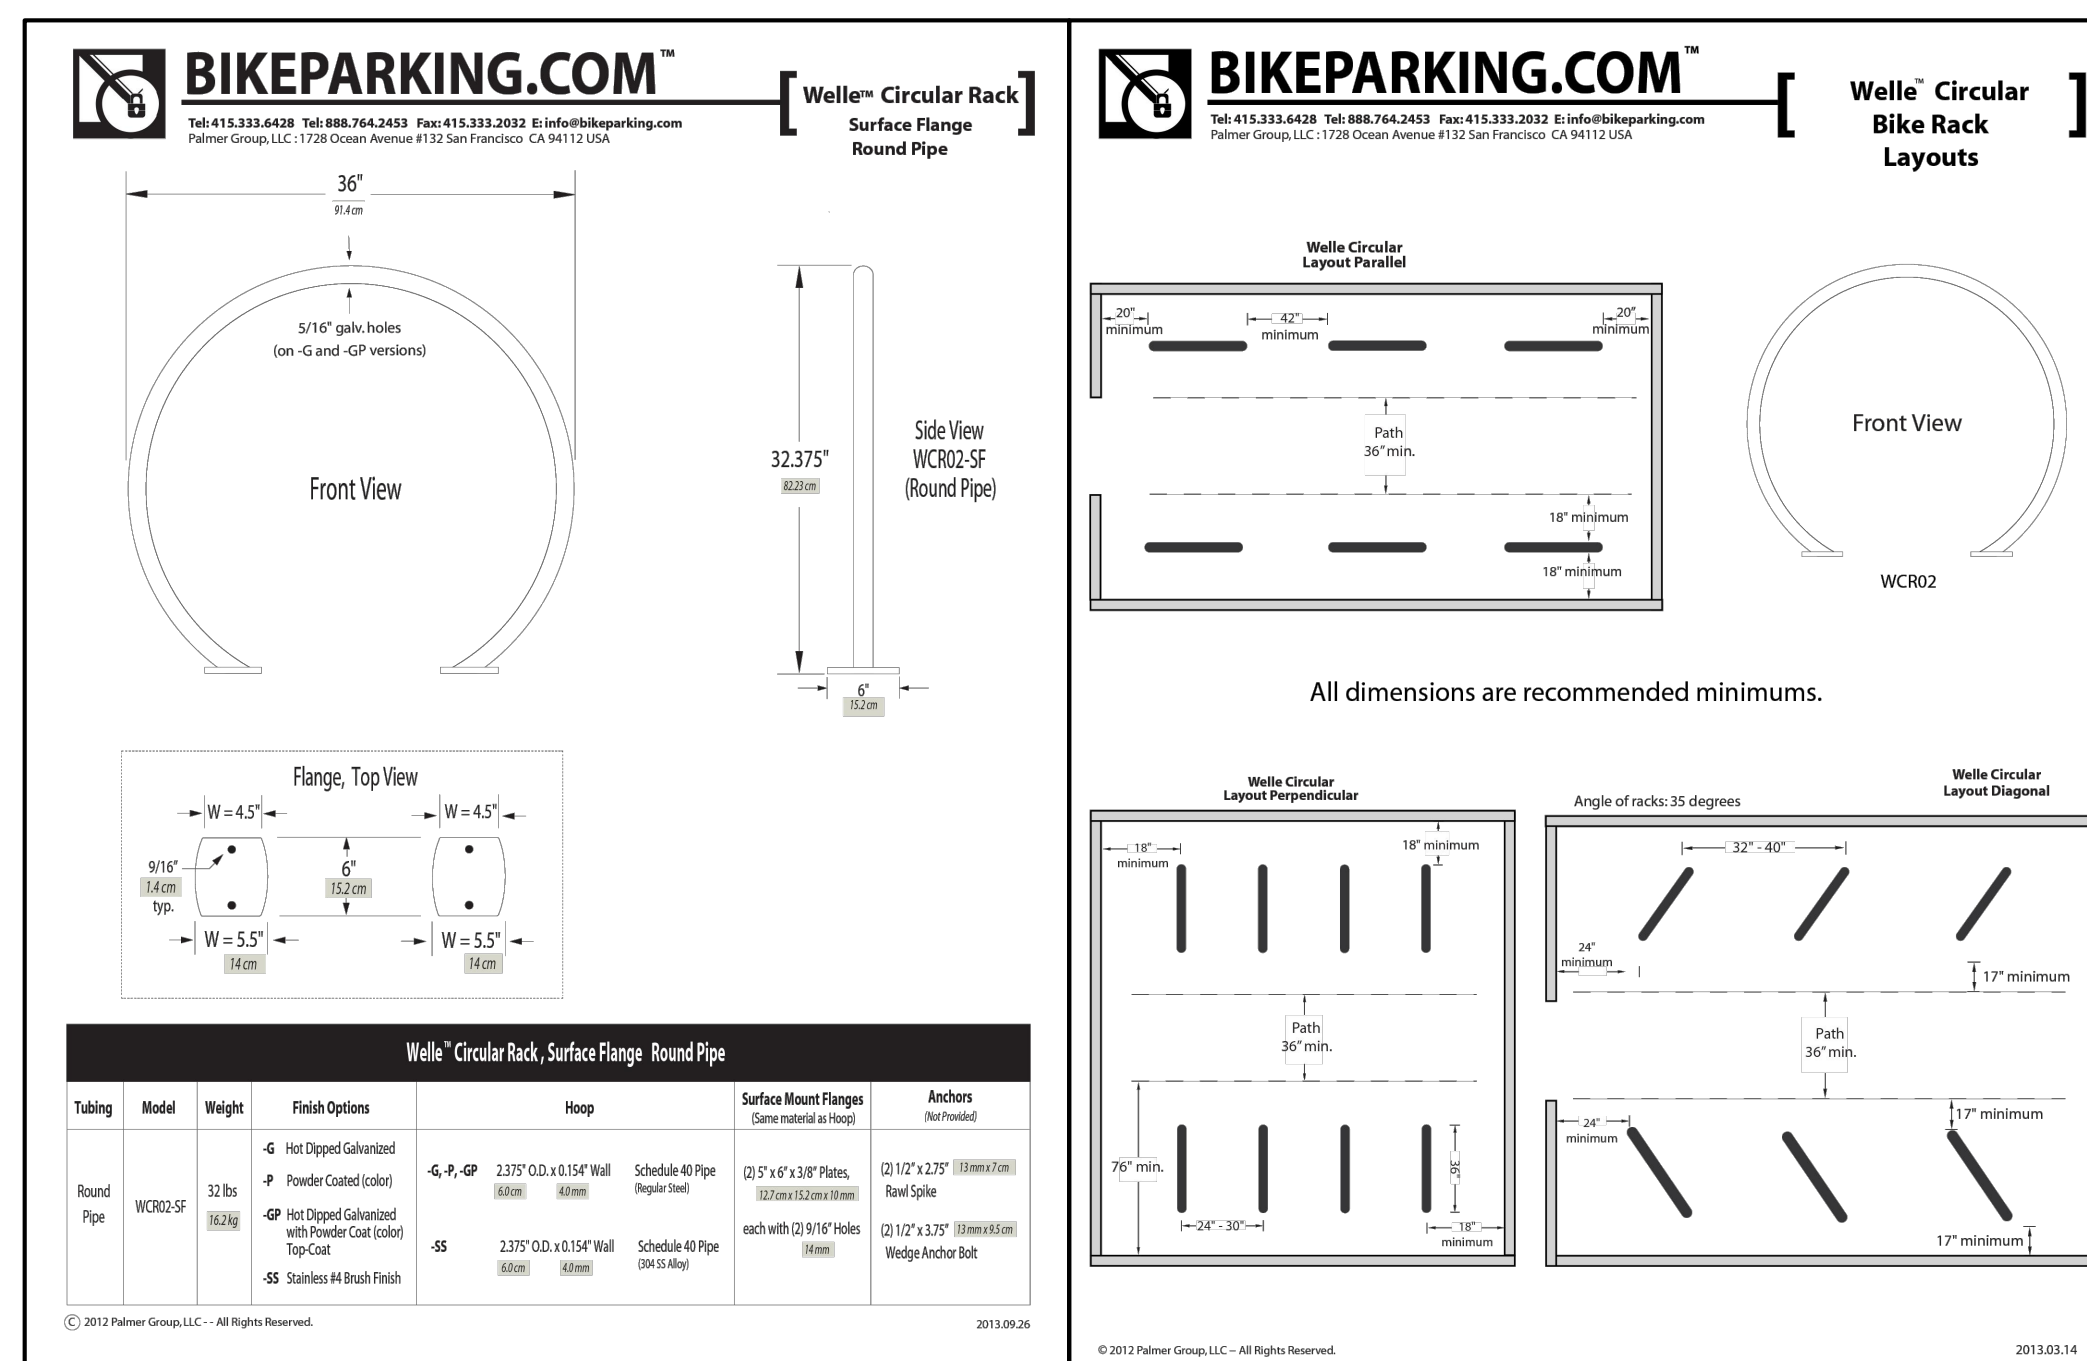 BIKEPARKING.COM™
Tel: 415.333.6428 Tel: 888.764.2453 Fax: 415.333.2032 E: info@bikeparking.com
Palmer Group, LLC : 1728 Ocean Avenue #132 San Francisco CA 94112 USA
[ Welle™ Circular Rack ]
Surface Flange
Round Pipe
36"
91.4 cm
5/16" galv. holes
(on -G and -GP versions)
Front View
32.375"
82.23 cm
Side View
WCR02-SF
(Round Pipe)
6"
15.2 cm
Flange, Top View
W = 4.5"
W = 4.5"
9/16"
1.4 cm
typ.
6"
15.2 cm
W = 5.5"
14 cm
W = 5.5"
14 cm
Welle™ Circular Rack , Surface Flange Round Pipe
Tubing Model Weight Finish Options Hoop Surface Mount Flanges (Same material as Hoop) Anchors (Not Provided)
Round
Pipe
WCR02-SF
32 lbs
16.2 kg
-G Hot Dipped Galvanized
-P Powder Coated (color)
-GP Hot Dipped Galvanized
with Powder Coat (color)
Top-Coat
-SS Stainless #4 Brush Finish
-G, -P, -GP 2.375" O.D. x 0.154" Wall Schedule 40 Pipe
6.0 cm 4.0 mm (Regular Steel)
-SS 2.375" O.D. x 0.154" Wall Schedule 40 Pipe
6.0 cm 4.0 mm (304 SS Alloy)
(2) 5" x 6" x 3/8" Plates,
12.7 cm x 15.2 cm x 10 mm
each with (2) 9/16" Holes
14 mm
(2) 1/2" x 2.75" 13 mm x 7 cm
Rawl Spike
(2) 1/2" x 3.75" 13 mm x 9.5 cm
Wedge Anchor Bolt
© 2012 Palmer Group, LLC - - All Rights Reserved.
2013.09.26
BIKEPARKING.COM™
Tel: 415.333.6428 Tel: 888.764.2453 Fax: 415.333.2032 E: info@bikeparking.com
Palmer Group, LLC : 1728 Ocean Avenue #132 San Francisco CA 94112 USA
[ Welle™ Circular ]
Bike Rack
Layouts
Welle Circular
Layout Parallel
20"
minimum
42"
minimum
20"
minimum
Path
36" min.
18" minimum
18" minimum
Front View
WCR02
All dimensions are recommended minimums.
Welle Circular
Layout Perpendicular
18"
minimum
18" minimum
Path
36" min.
76" min.
36"
24" - 30"
18"
minimum
Welle Circular
Layout Diagonal
Angle of racks: 35 degrees
32" - 40"
24"
minimum
17" minimum
Path
36" min.
24"
minimum
17" minimum
17" minimum
© 2012 Palmer Group, LLC – All Rights Reserved.
2013.03.14